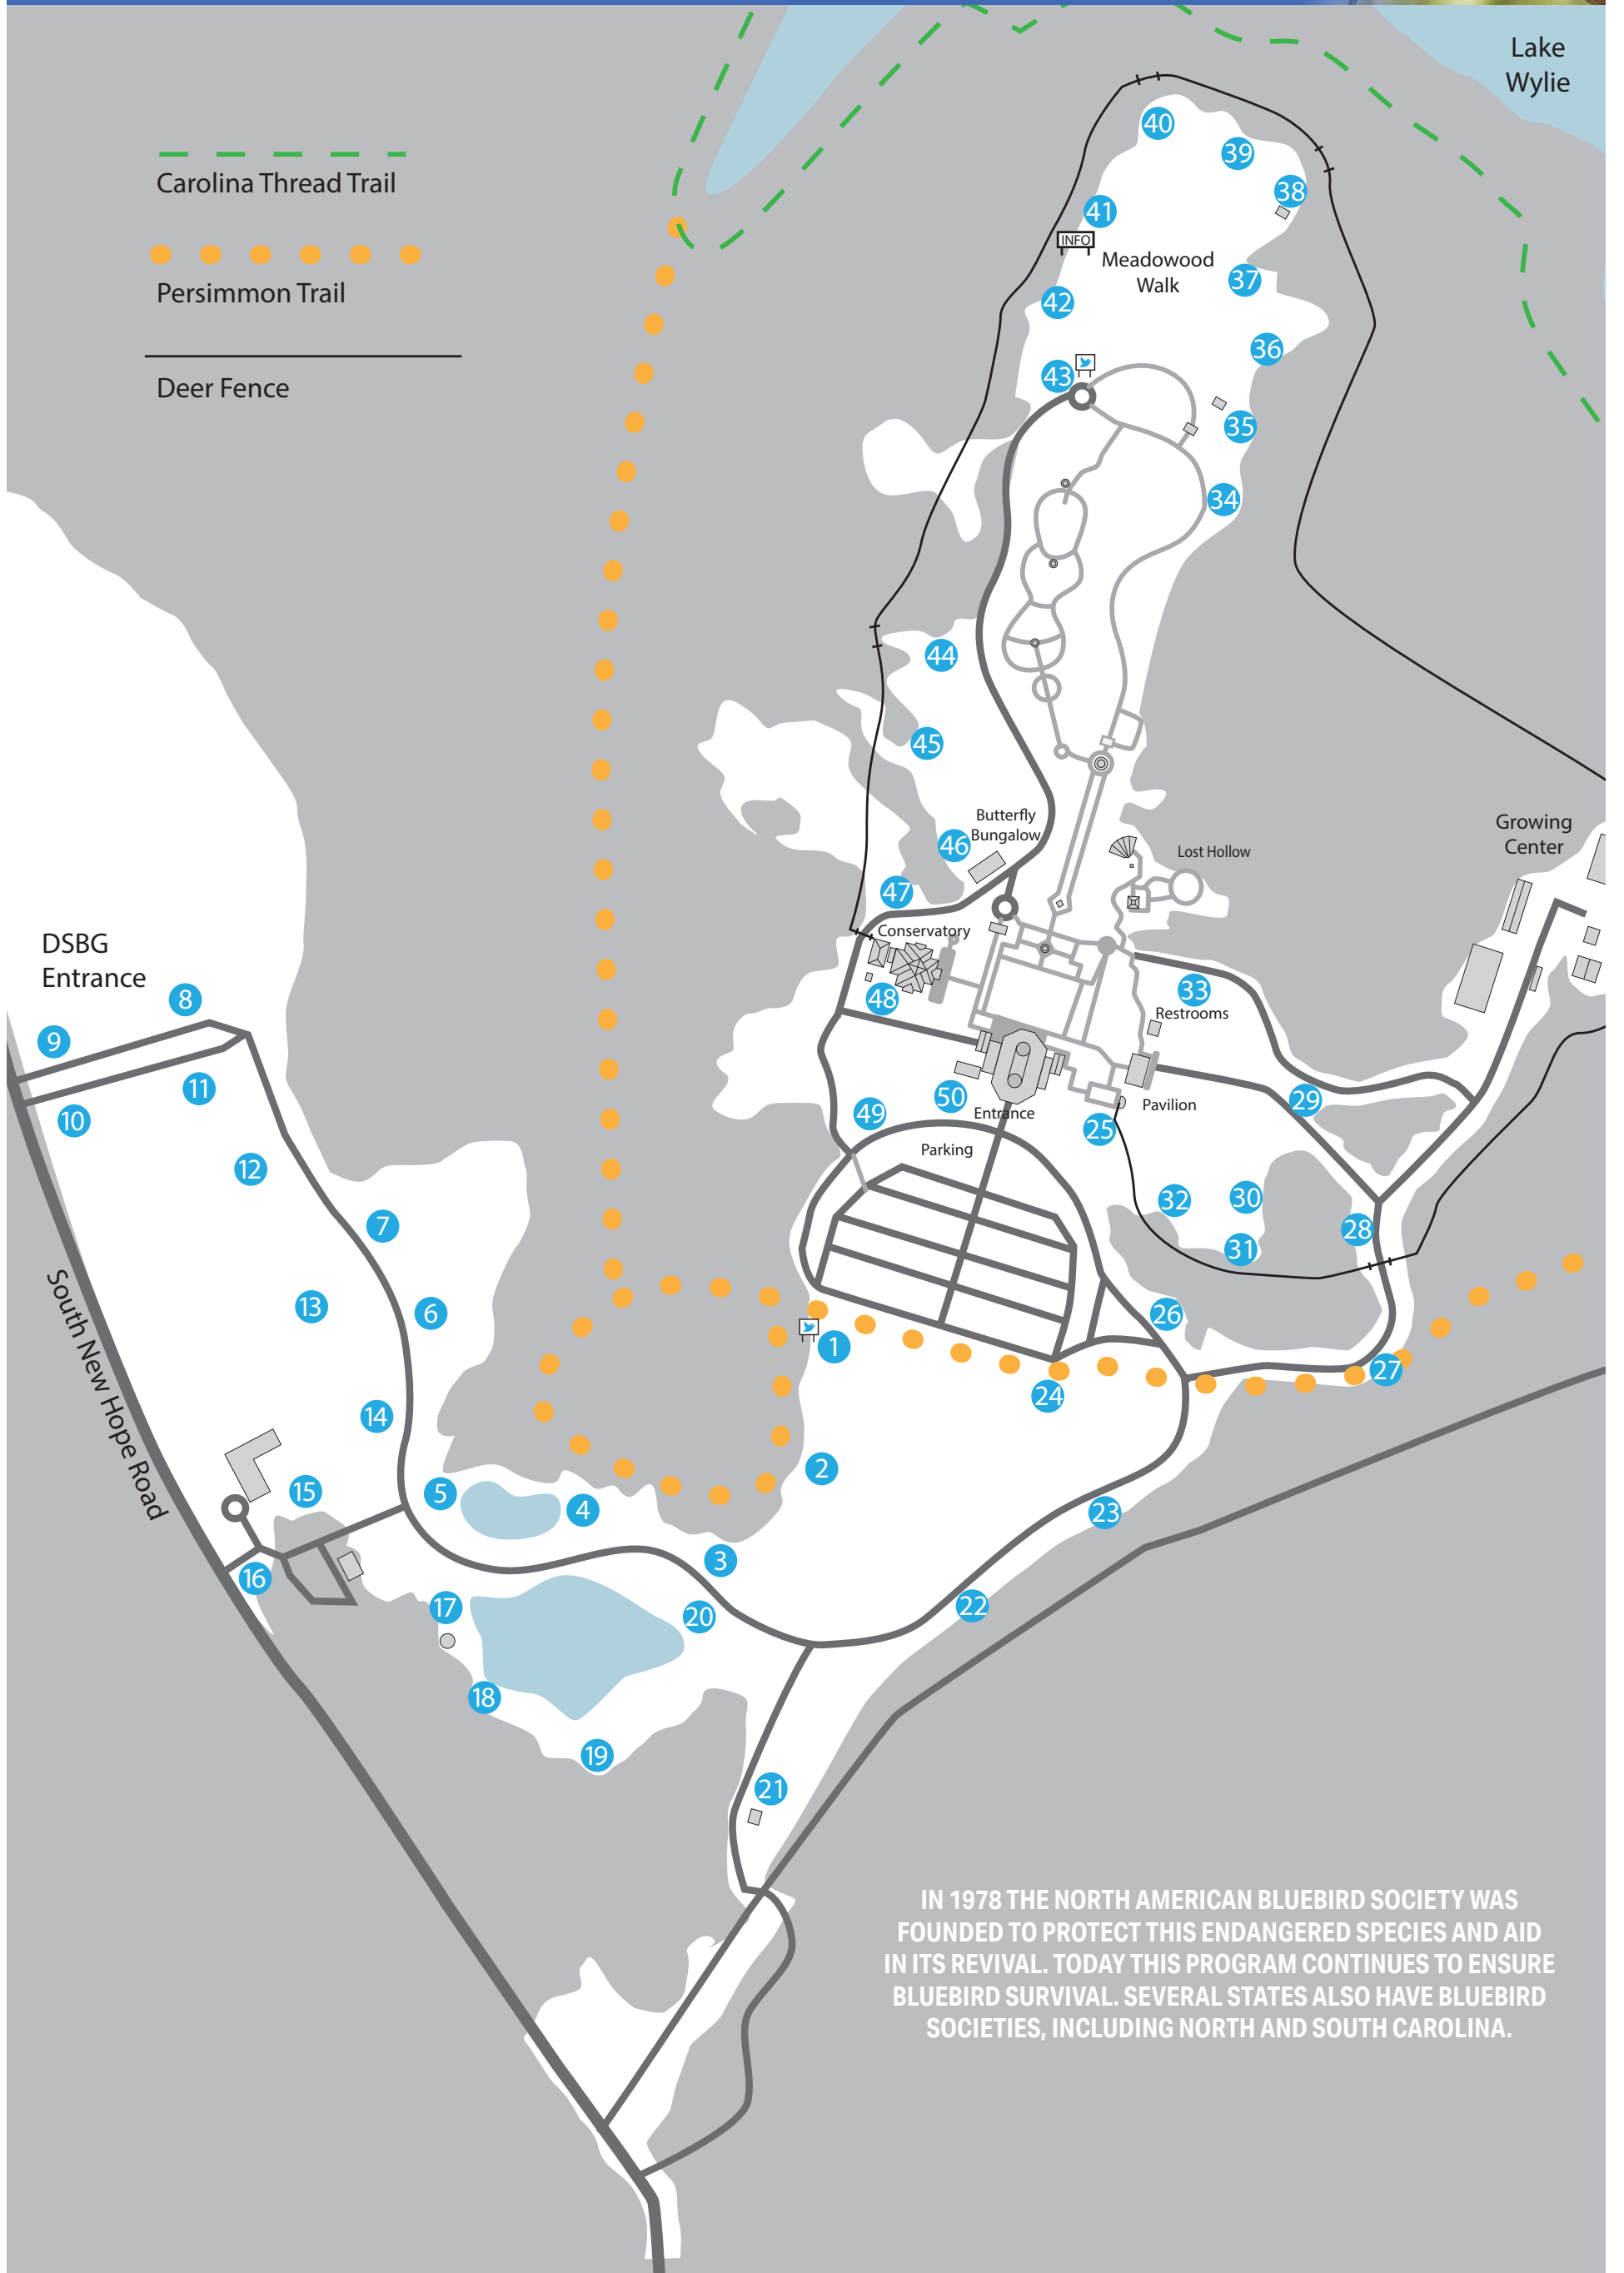 Lake
Wylie
Carolina Thread Trail
Persimmon Trail
Deer Fence
40
39
38
41
INFO
Meadowood
Walk
37
42
36
43
35
34
44
45
Butterfly
Bungalow
46
Lost Hollow
Growing
Center
47
Conservatory
DSBG
Entrance
8
9
48
33
Restrooms
11
10
50
Entrance
49
Pavilion
29
25
Parking
12
32
30
28
31
7
13
6
26
1
27
24
14
South New Hope Road
2
15
5
4
23
3
16
17
20
22
18
19
21
IN 1978 THE NORTH AMERICAN BLUEBIRD SOCIETY WAS
FOUNDED TO PROTECT THIS ENDANGERED SPECIES AND AID
IN ITS REVIVAL. TODAY THIS PROGRAM CONTINUES TO ENSURE
BLUEBIRD SURVIVAL. SEVERAL STATES ALSO HAVE BLUEBIRD
SOCIETIES, INCLUDING NORTH AND SOUTH CAROLINA.